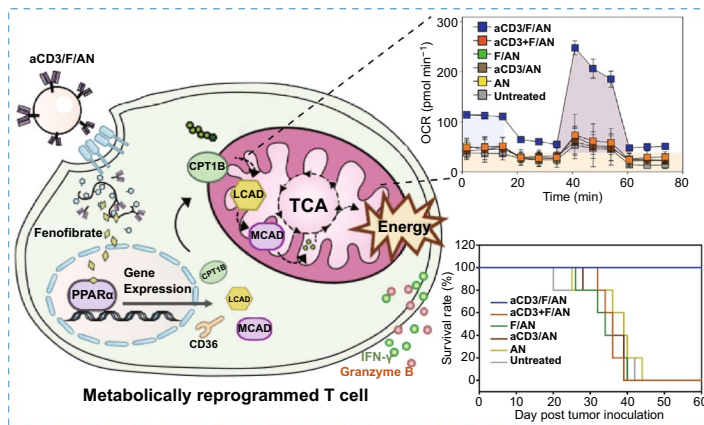 aCD3/F/AN
Fenofibrate
PPARα
Gene
Expression
CPT1B
LCAD
MCAD
CD36
CPT1B
LCAD
MCAD
TCA
Energy
IFN-γ
Granzyme B
Metabolically reprogrammed T cell
OCR (pmol min⁻¹)
300
200
100
0
aCD3/F/AN
aCD3+F/AN
F/AN
aCD3/AN
AN
Untreated
0 20 40 60 80
Time (min)
Survival rate (%)
120
100
80
60
40
20
0
aCD3/F/AN
aCD3+F/AN
F/AN
aCD3/AN
AN
Untreated
0 10 20 30 40 50 60
Day post tumor inoculation